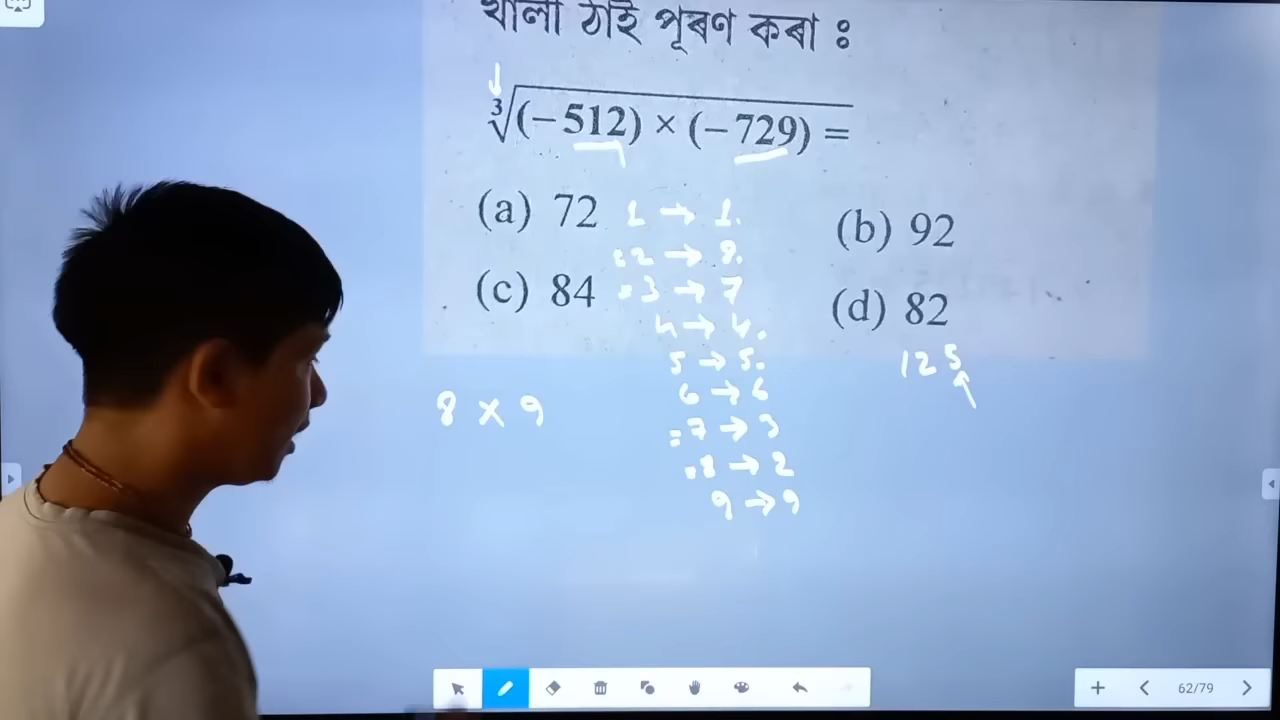 খালী ঠাই পূৰণ কৰা :
∛(−512) × (−729) =
(a) 72
(b) 92
(c) 84
(d) 82
1 → 1.
2 → 8.
3 → 7
4 → 4.
5 → 5.
6 → 6
7 → 3
8 → 2
9 → 9
125
8 × 9
62/79